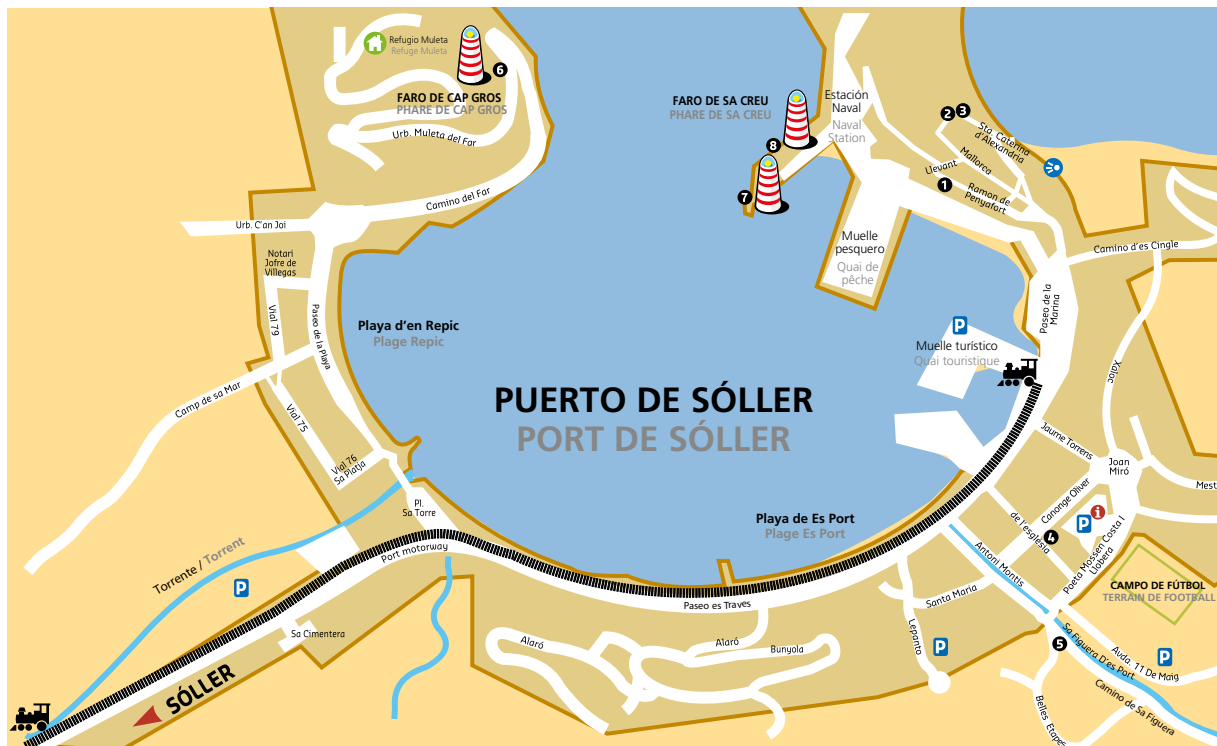 Refugio Muleta
Refuge Muleta
6
FARO DE CAP GROS
PHARE DE CAP GROS
Urb. Muleta del Far
Camino del Far
Urb. C'an Joi
Notari
Jofre de
Villegas
Vial 79
Paseo de la Playa
Camp de sa Mar
Vial 75
Vial 76
Sa Platja
Pl.
Sa Torre
Playa d'en Repic
Plage Repic
FARO DE SA CREU
PHARE DE SA CREU
8
7
Estación
Naval
Naval
Station
2
3
Sta. Caterina
d'Alexandria
Mallorca
Llevant
1
Ramon de
Penyafort
Muelle
pesquero
Quai de
pêche
Camino d'es Cingle
Paseo de la
Marina
P
Muelle turístico
Quai touristique
Xaloc
PUERTO DE SÓLLER
PORT DE SÓLLER
Jaume Torrens
Joan
Miró
Mest
Canonge Oliver
i
P
4
de l'església
Poeta Mossen Costa I
Llobera
Playa de Es Port
Plage Es Port
Antoni Montis
CAMPO DE FÚTBOL
TERRAIN DE FOOTBALL
Santa Maria
Lepanto
P
5
Sa Figuera D'es Port
Auda. 11 De Maig
P
Camino de Sa Figuera
Belles Etapes
Torrente / Torrent
P
Port motorway
Paseo es Traves
Sa Cimentera
Alaró
Alaró
Bunyola
SÓLLER